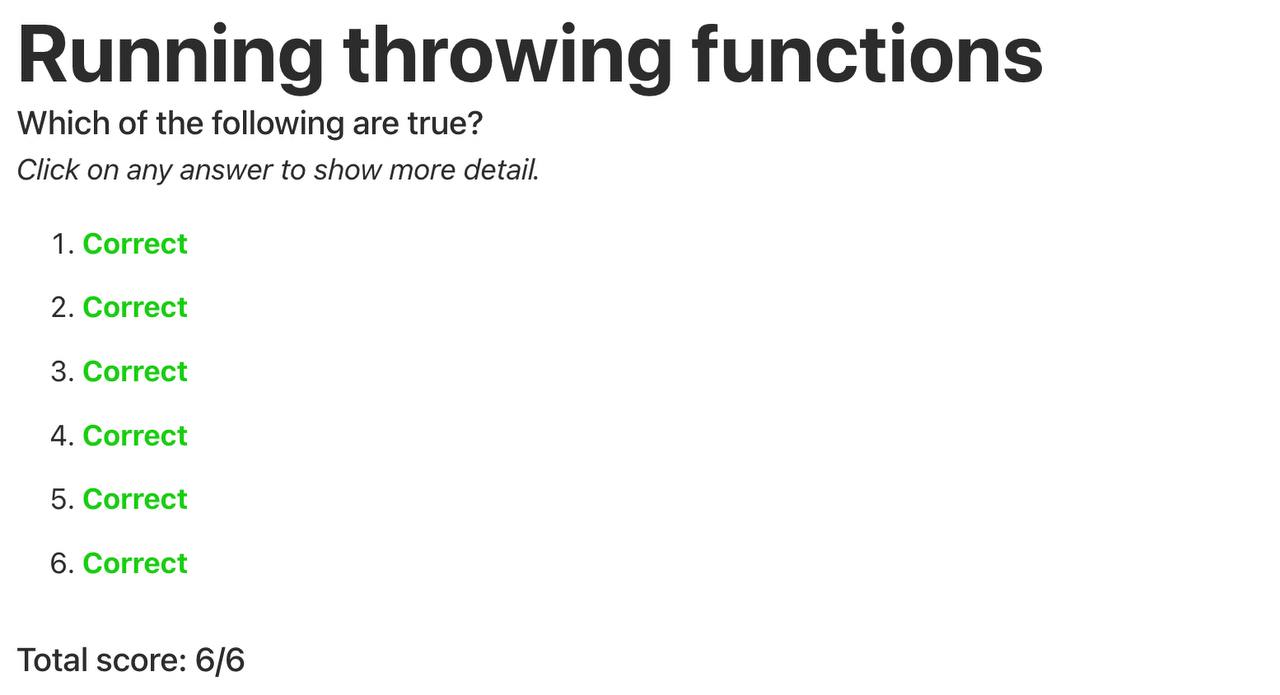 Running throwing functions
Which of the following are true?
Click on any answer to show more detail.
1. Correct
2. Correct
3. Correct
4. Correct
5. Correct
6. Correct
Total score: 6/6